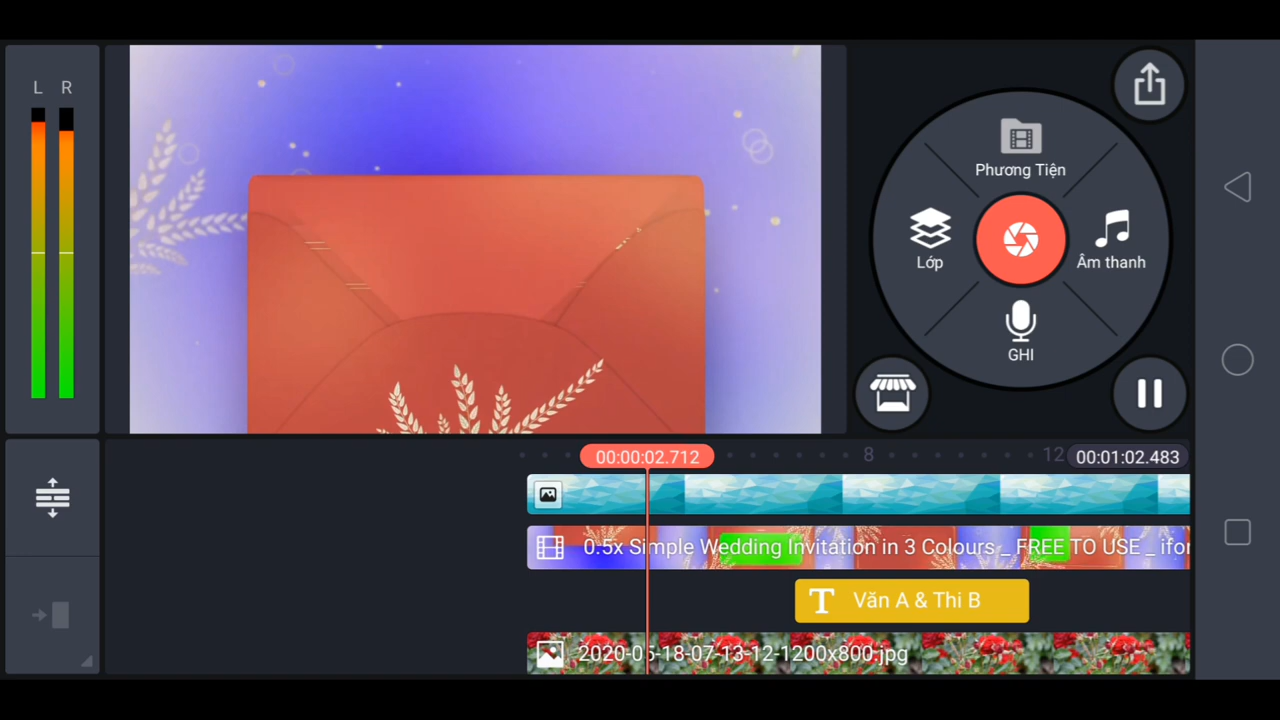 L R
Phương Tiện
Lớp
Âm thanh
GHI
00:00:02.712
8
12
00:01:02.483
0.5x Simple Wedding Invitation in 3 Colours _ FREE TO USE _ ifor
Văn A & Thi B
2020-05-18-07-13-12-1200x800.jpg